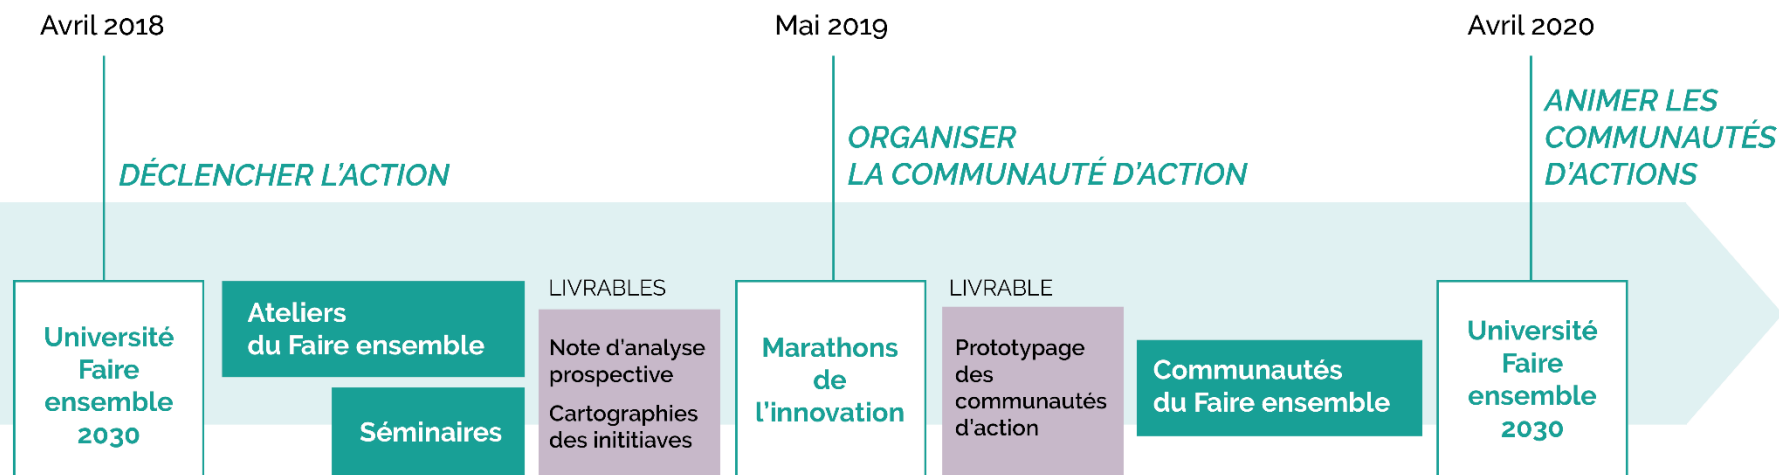 Avril 2018
Mai 2019
Avril 2020
DÉCLENCHER L’ACTION
ORGANISER
LA COMMUNAUTÉ D’ACTION
ANIMER LES
COMMUNAUTÉS
D’ACTIONS
Université
Faire
ensemble
2030
Ateliers
du Faire ensemble
Séminaires
LIVRABLES
Note d’analyse
prospective
Cartographies
des inititiaves
Marathons
de
l’innovation
LIVRABLE
Prototypage
des
communautés
d’action
Communautés
du Faire ensemble
Université
Faire
ensemble
2030